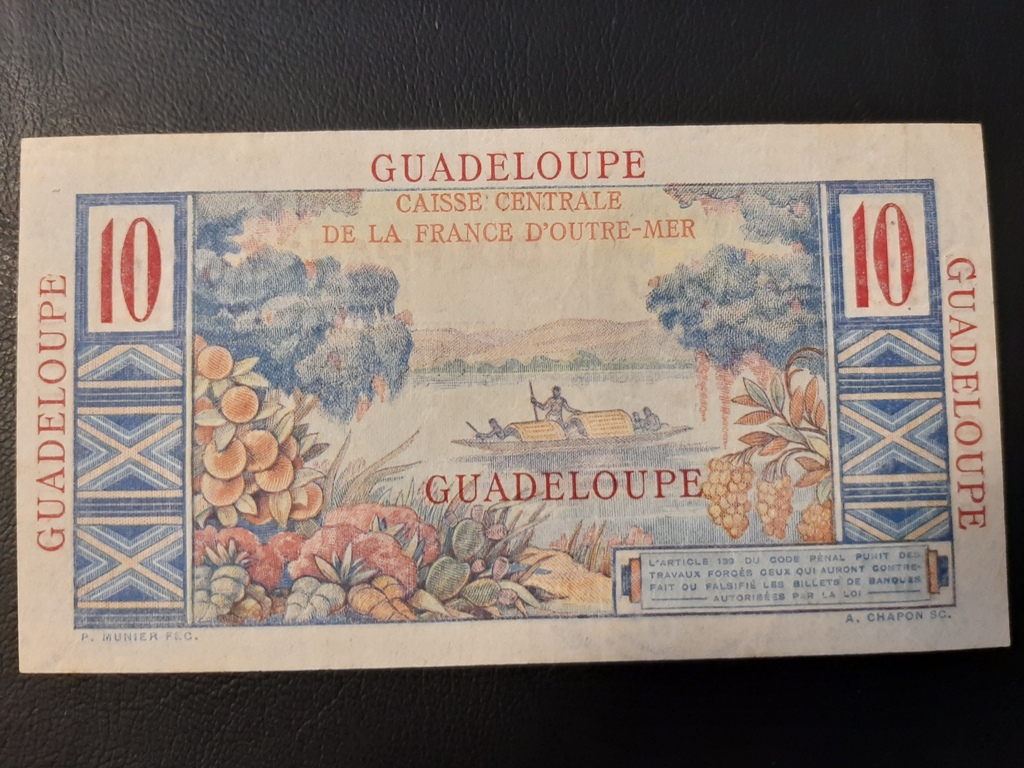 GUADELOUPE
CAISSE CENTRALE
DE LA FRANCE D'OUTRE-MER
10
10
GUADELOUPE
GUADELOUPE
GUADELOUPE
L'ARTICLE 139 DU CODE PÉNAL PUNIT DES
TRAVAUX FORCÉS CEUX QUI AURONT CONTRE-
FAIT OU FALSIFIÉ LES BILLETS DE BANQUES
AUTORISÉES PAR LA LOI
P. MUNIER FEC.
A. CHAPON SC.